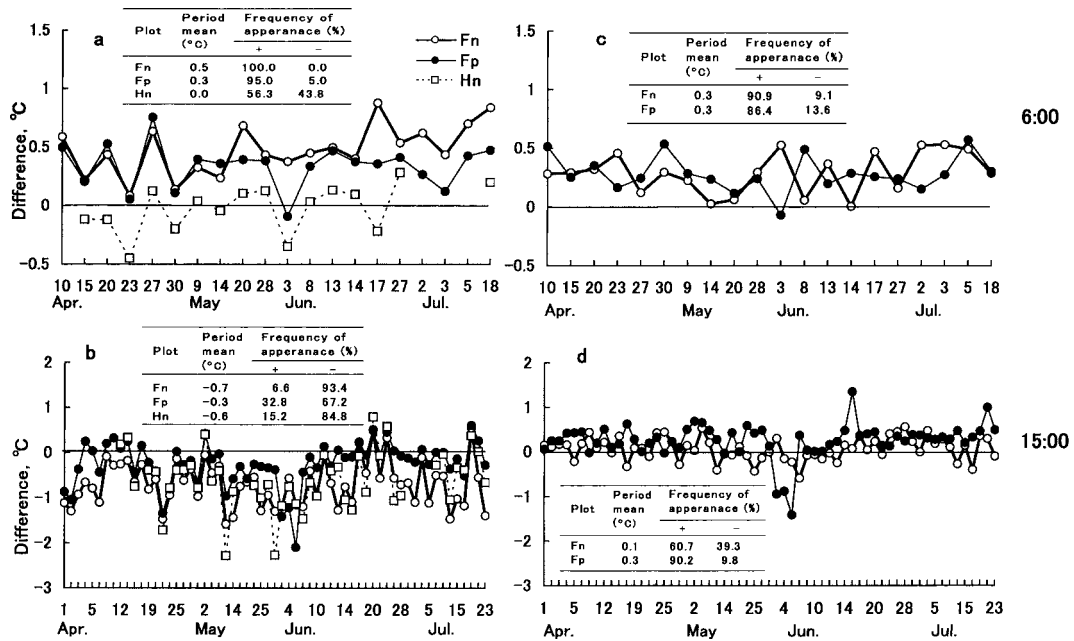 a
Plot Period mean (°C) Frequency of apperanace (%)
+ −
Fn 0.5 100.0 0.0
Fp 0.3 95.0 5.0
Hn 0.0 56.3 43.8
Fn
Fp
Hn
Difference, °C
1.5
1
0.5
0
−0.5
10 15 20 23 27 30 9 14 20 28 3 8 13 14 17 27 2 3 5 18
Apr. May Jun. Jul.
c
Plot Period mean (°C) Frequency of apperanace (%)
+ −
Fn 0.3 90.9 9.1
Fp 0.3 86.4 13.6
1.5
1
0.5
0
−0.5
10 15 20 23 27 30 9 14 20 28 3 8 13 14 17 27 2 3 5 18
Apr. May Jun. Jul.
6:00
b
Plot Period mean (°C) Frequency of apperanace (%)
+ −
Fn −0.7 6.6 93.4
Fp −0.3 32.8 67.2
Hn −0.6 15.2 84.8
Difference, °C
2
1
0
−1
−2
−3
1 5 12 19 25 2 14 25 4 10 14 20 28 5 15 23
Apr. May Jun. Jul.
d
Plot Period mean (°C) Frequency of apperanace (%)
+ −
Fn 0.1 60.7 39.3
Fp 0.3 90.2 9.8
2
1
0
−1
−2
−3
1 5 12 19 25 2 14 25 4 10 14 20 28 5 15 23
Apr. May Jun. Jul.
15:00